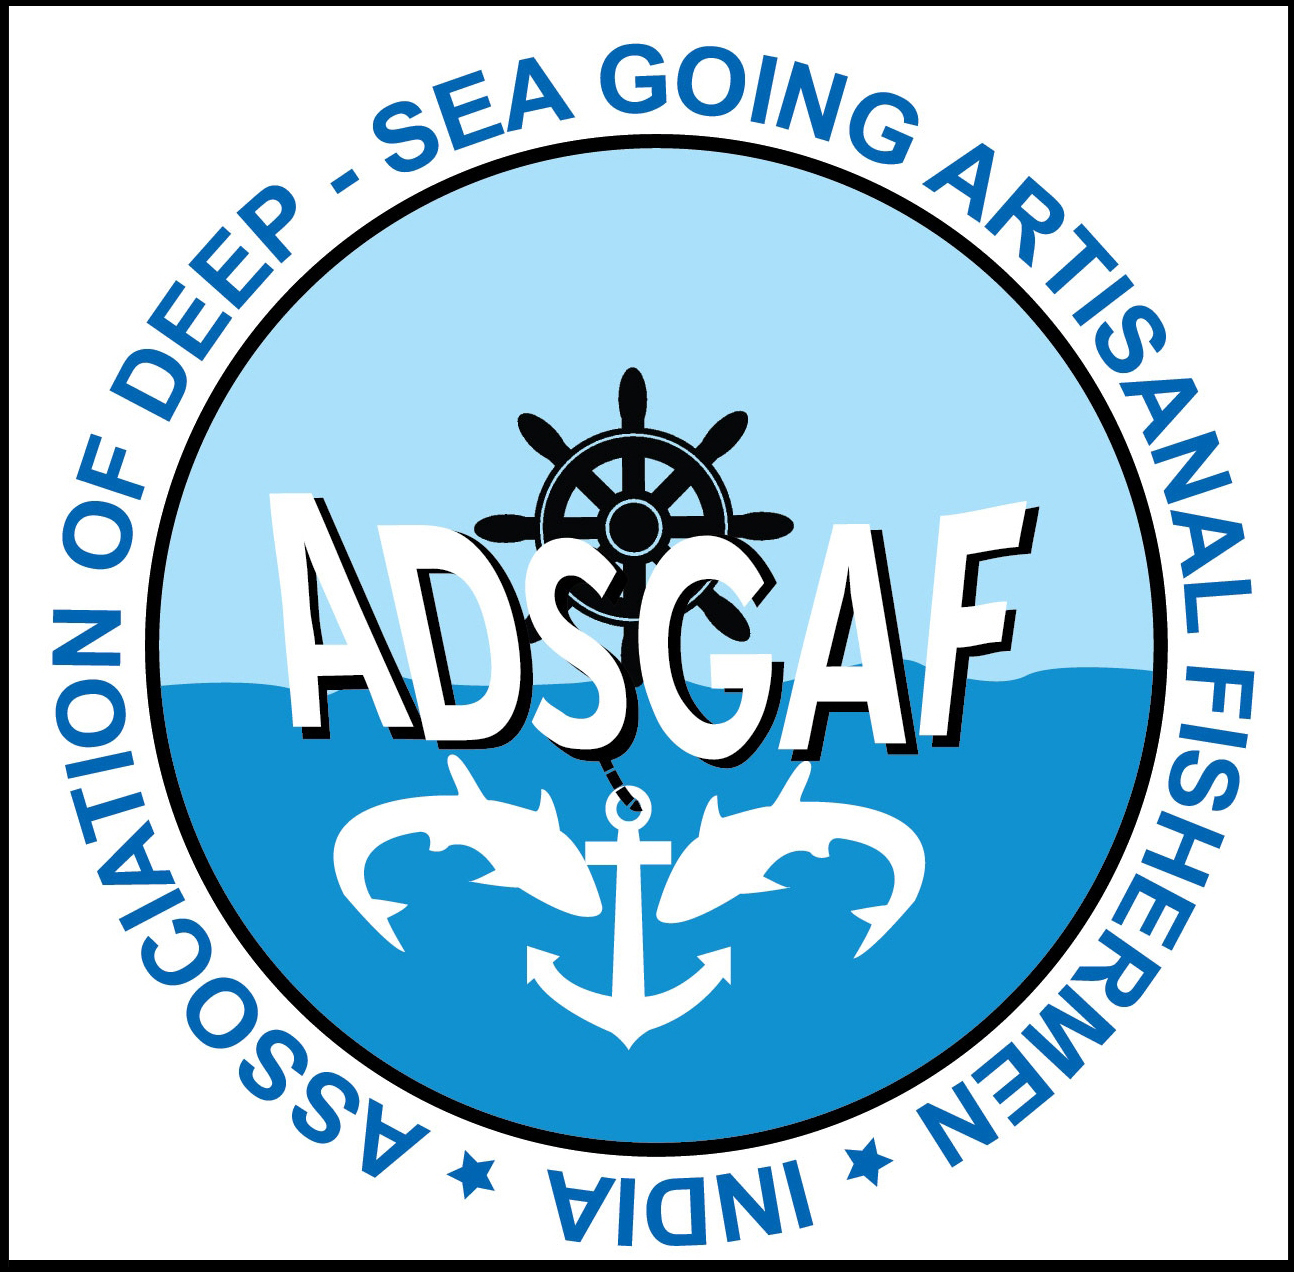 ASSOCIATION OF DEEP - SEA GOING ARTISANAL FISHERMEN
★ INDIA ★
ADSGAF